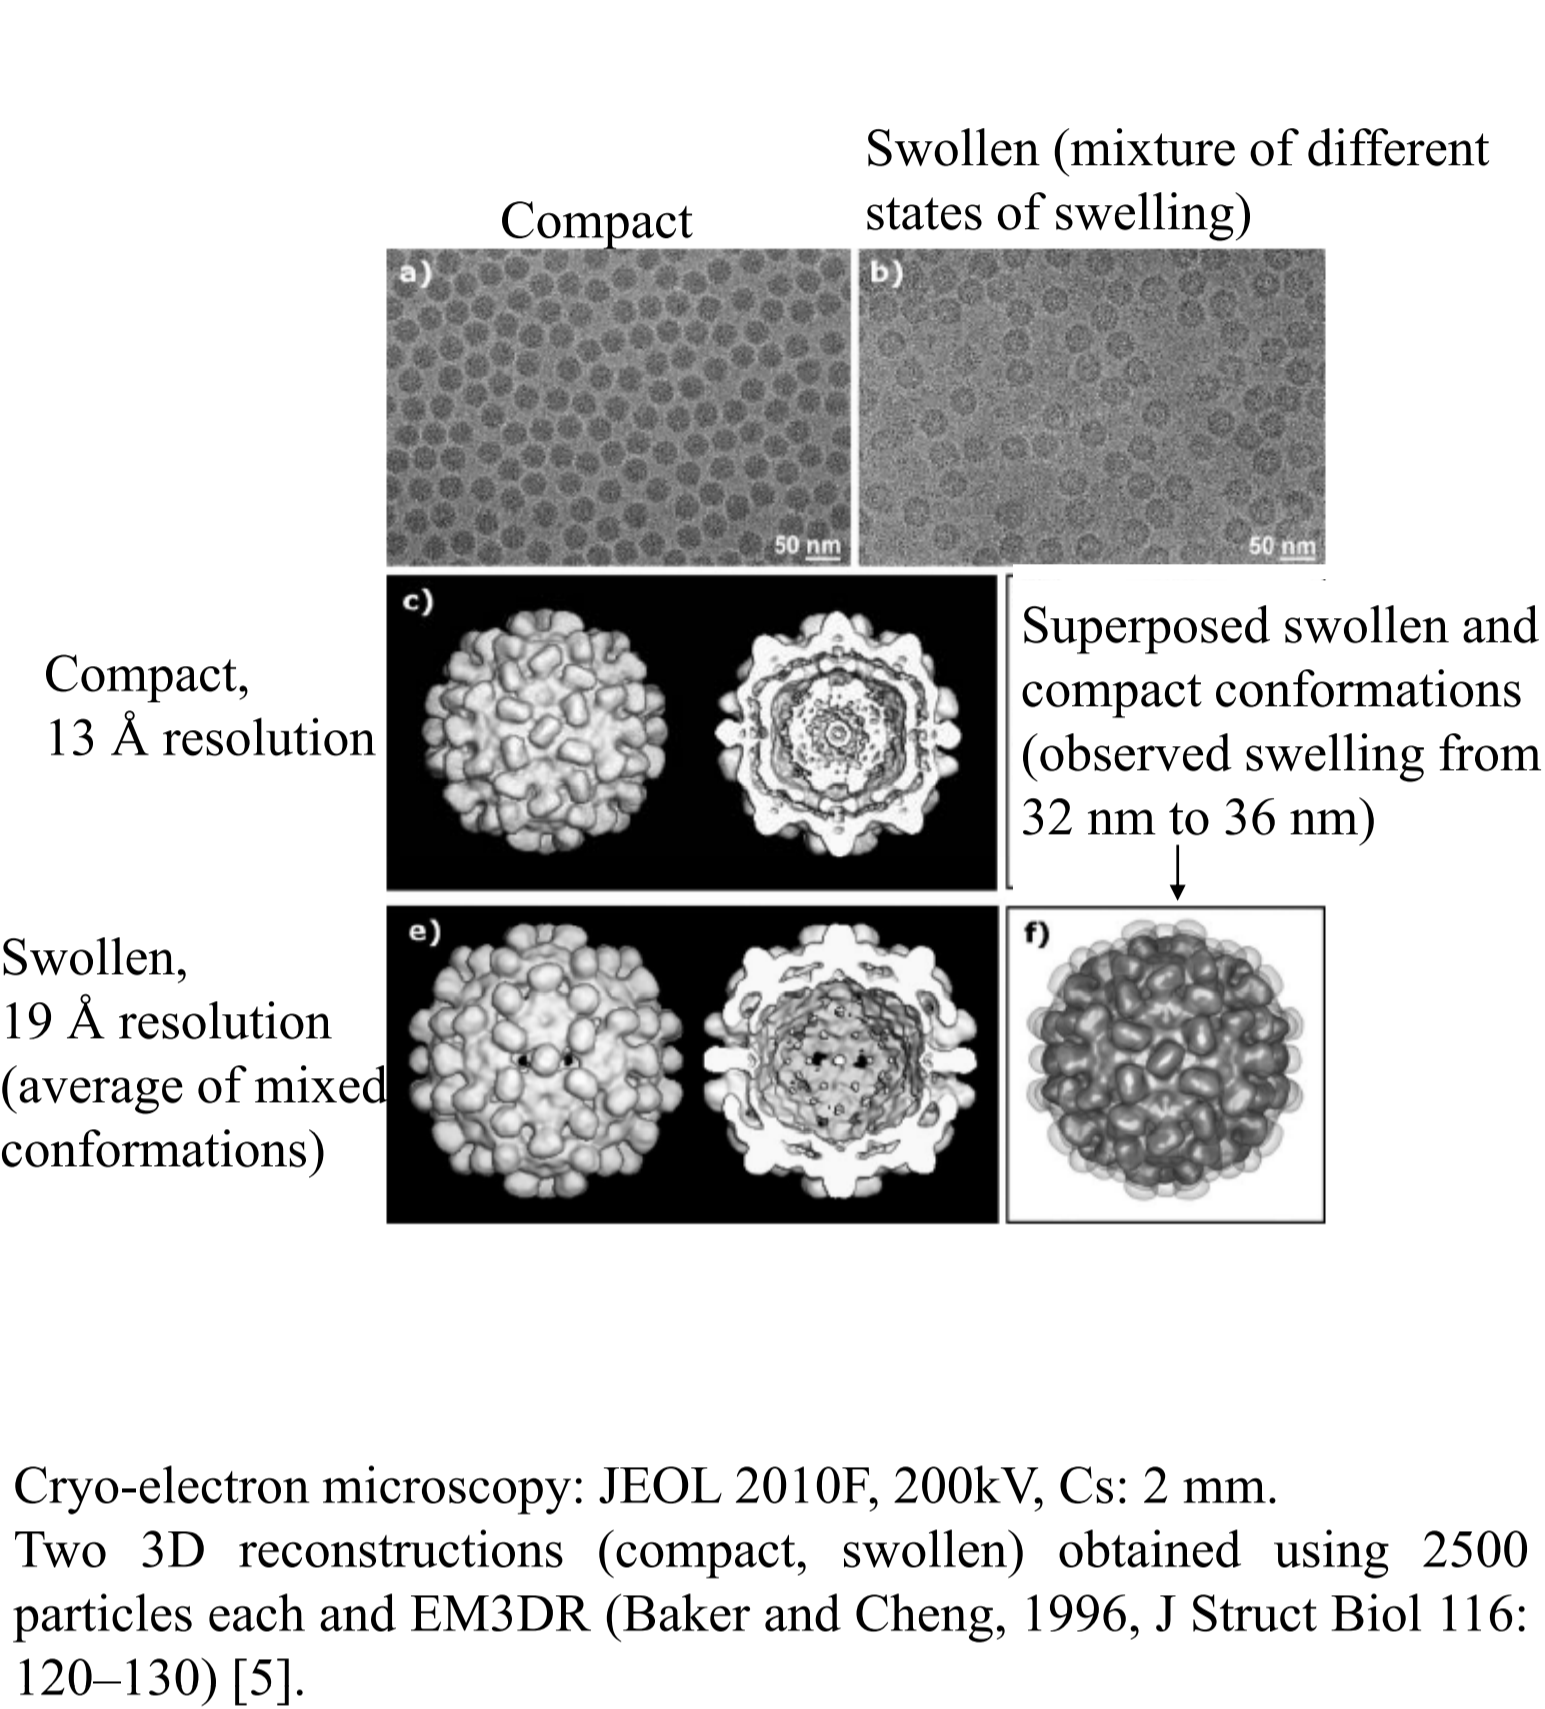 Swollen (mixture of different
states of swelling)
Compact
a)
b)
50 nm
50 nm
c)
Compact,
13 Å resolution
Superposed swollen and
compact conformations
(observed swelling from
32 nm to 36 nm)
e)
f)
Swollen,
19 Å resolution
(average of mixed
conformations)
Cryo-electron microscopy: JEOL 2010F, 200kV, Cs: 2 mm.
Two 3D reconstructions (compact, swollen) obtained using 2500
particles each and EM3DR (Baker and Cheng, 1996, J Struct Biol 116:
120–130) [5].